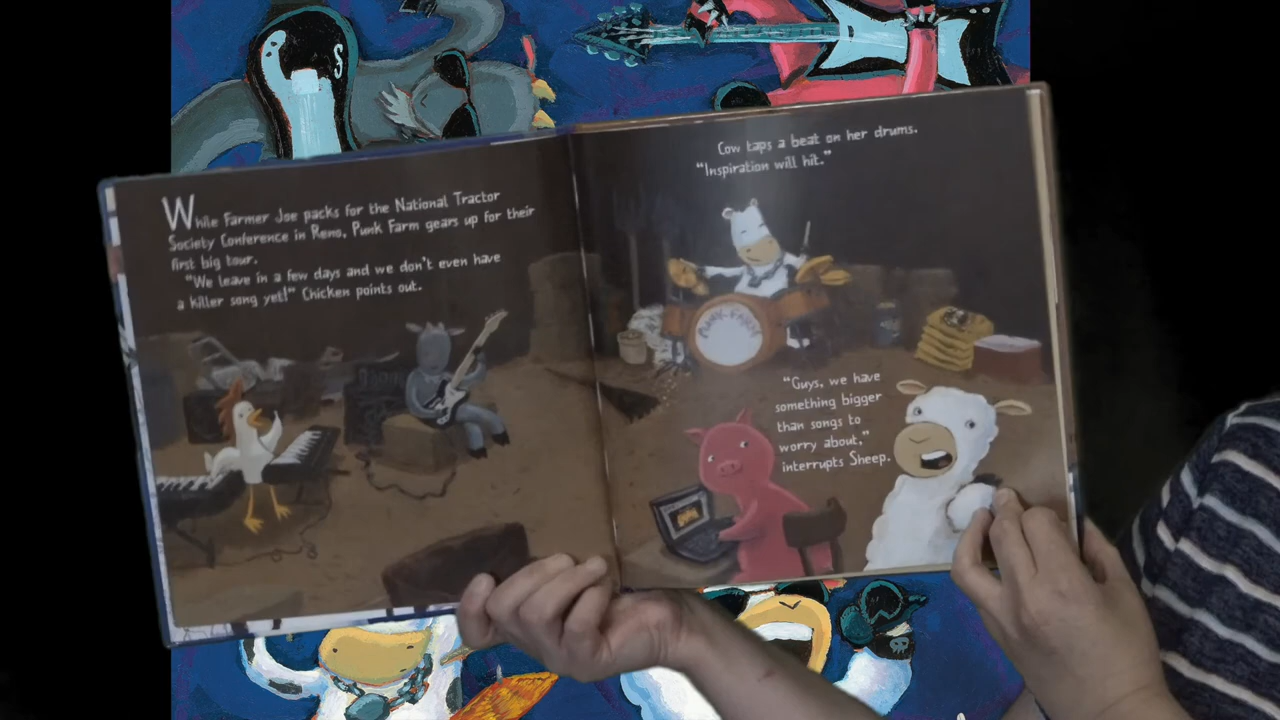 While Farmer Joe packs for the National Tractor
Society Conference in Reno, Punk Farm gears up for their
first big tour.
"We leave in a few days and we don't even have
a killer song yet!" Chicken points out.
Cow taps a beat on her drums.
"Inspiration will hit."
PUNK FARM
"Guys, we have
something bigger
than songs to
worry about,"
interrupts Sheep.